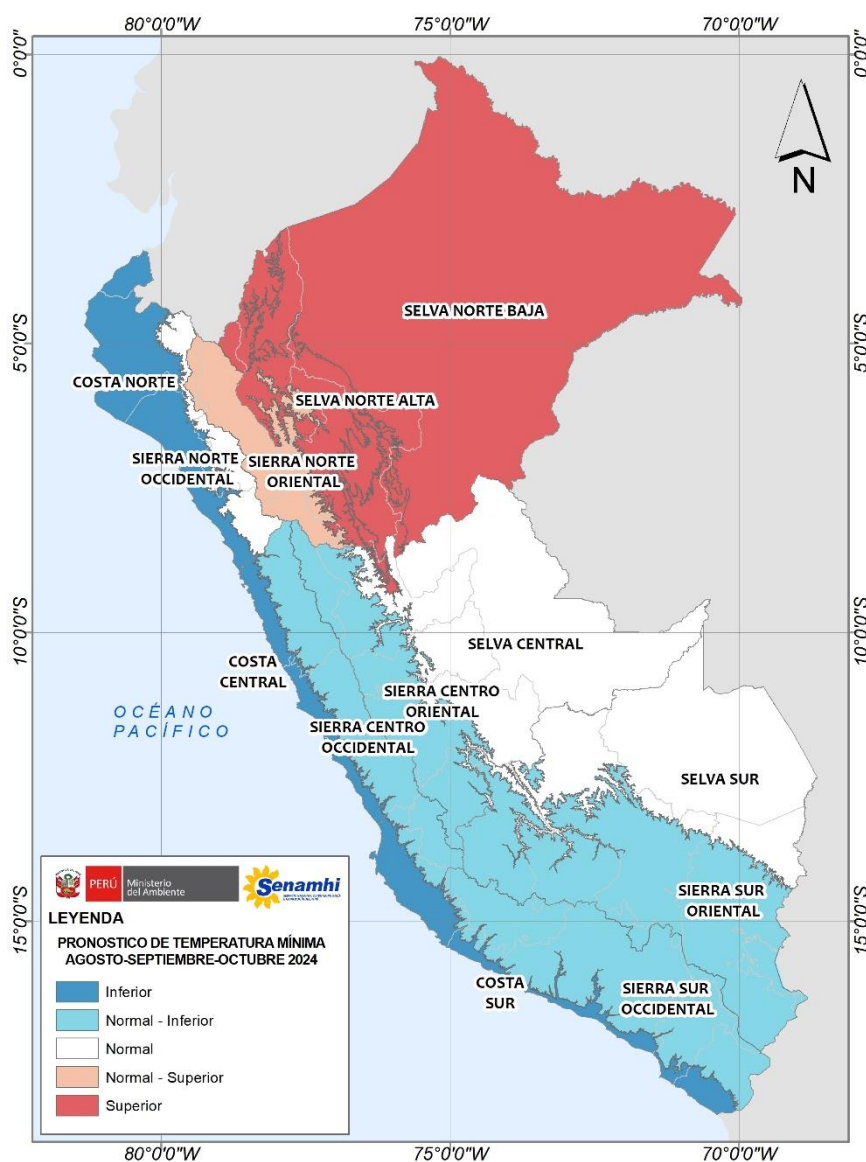 80°0'0"W
75°0'0"W
70°0'0"W
0°0'0"
0°0'0"
N
SELVA NORTE BAJA
5°0'0"S
5°0'0"S
COSTA NORTE
SELVA NORTE ALTA
SIERRA NORTE
OCCIDENTAL
SIERRA NORTE
ORIENTAL
10°0'0"S
10°0'0"S
SELVA CENTRAL
COSTA
CENTRAL
SIERRA CENTRO
ORIENTAL
OCÉANO
PACÍFICO
SIERRA CENTRO
OCCIDENTAL
SELVA SUR
SIERRA SUR
ORIENTAL
15°0'0"S
15°0'0"S
COSTA
SUR
SIERRA SUR
OCCIDENTAL
PERÚ
Ministerio
del Ambiente
Senamhi
LEYENDA
PRONOSTICO DE TEMPERATURA MÍNIMA
AGOSTO-SEPTIEMBRE-OCTUBRE 2024
Inferior
Normal - Inferior
Normal
Normal - Superior
Superior
80°0'0"W
75°0'0"W
70°0'0"W